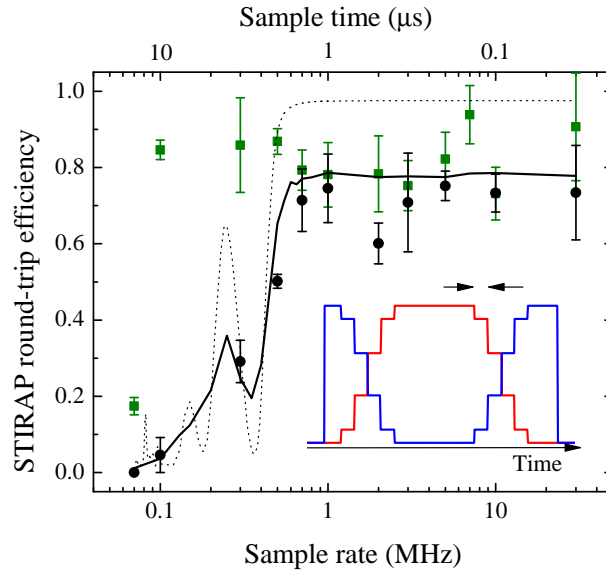 Sample time (μs)
10 1 0.1
STIRAP round-trip efficiency
1.0
0.8
0.6
0.4
0.2
0.0
Time
0.1 1 10
Sample rate (MHz)